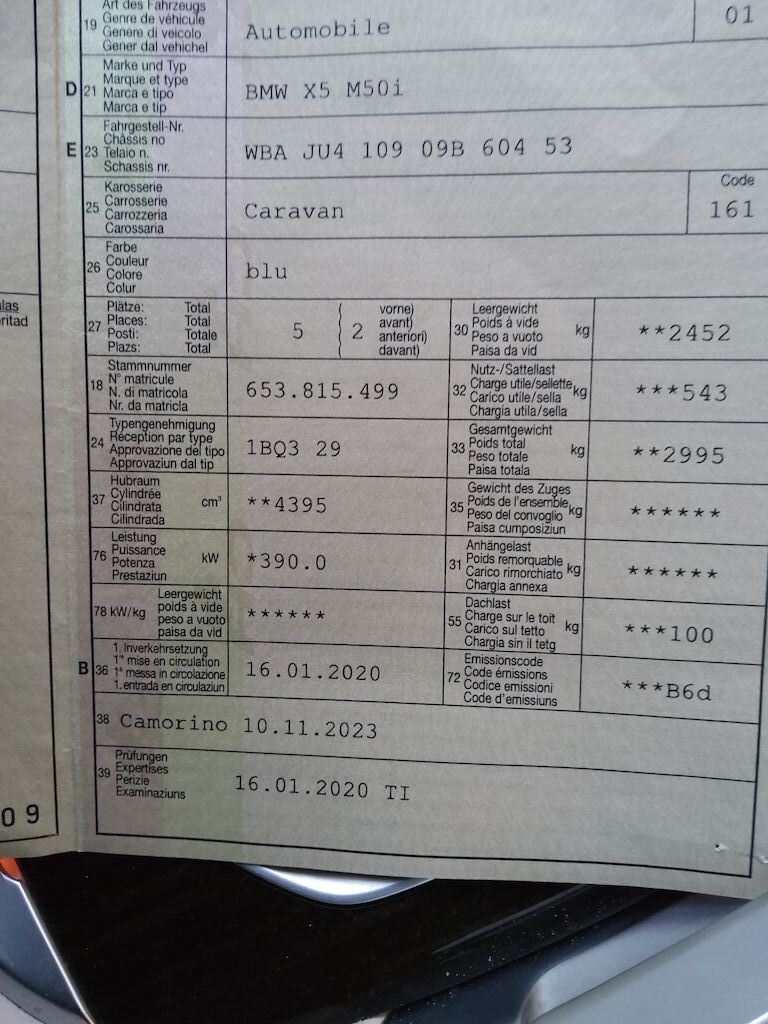 Art des Fahrzeugs
19 Genre de véhicule
Genere di veicolo
Gener dal vehichel
Automobile
01
D 21 Marke und Typ
Marque et type
Marca e tipo
Marca e tip
BMW X5 M50i
E 23 Fahrgestell-Nr.
Châssis no
Telaio n.
Schassis nr.
WBA JU4 109 09B 604 53
25 Karosserie
Carrosserie
Carrozzeria
Carossaria
Caravan
Code
161
26 Farbe
Couleur
Colore
Colur
blu
27 Plätze: Total
Places: Total
Posti: Totale
Plazs: Total
5 ( 2 vorne)
( avant)
( anteriori)
( davant)
30 Leergewicht
Poids à vide
Peso a vuoto
Paisa da vid
kg
**2452
18 Stammnummer
N° matricule
N. di matricola
Nr. da matricla
653.815.499
32 Nutz-/Sattellast
Charge utile/sellette
Carico utile/sella
Chargia utila/sella
kg
***543
24 Typengenehmigung
Réception par type
Approvazione del tipo
Approvaziun dal tip
1BQ3 29
33 Gesamtgewicht
Poids total
Peso totale
Paisa totala
kg
**2995
37 Hubraum
Cylindrée
Cilindrata
Cilindrada
cm³
**4395
35 Gewicht des Zuges
Poids de l'ensemble
Peso del convoglio
Paisa cumposiziun
kg
******
76 Leistung
Puissance
Potenza
Prestaziun
kW
*390.0
31 Anhängelast
Poids remorquable
Carico rimorchiato
Chargia annexa
kg
******
78 kW/kg Leergewicht
poids à vide
peso a vuoto
paisa da vid
******
55 Dachlast
Charge sur le toit
Carico sul tetto
Chargia sin il tetg
kg
***100
B 36 1. Inverkehrsetzung
1re mise en circulation
1a messa in circolazione
1. entrada en circulaziun
16.01.2020
72 Emissionscode
Code émissions
Codice emissioni
Code d'emissiuns
***B6d
38 Camorino 10.11.2023
39 Prüfungen
Expertises
Perizie
Examinaziuns
16.01.2020 TI
09